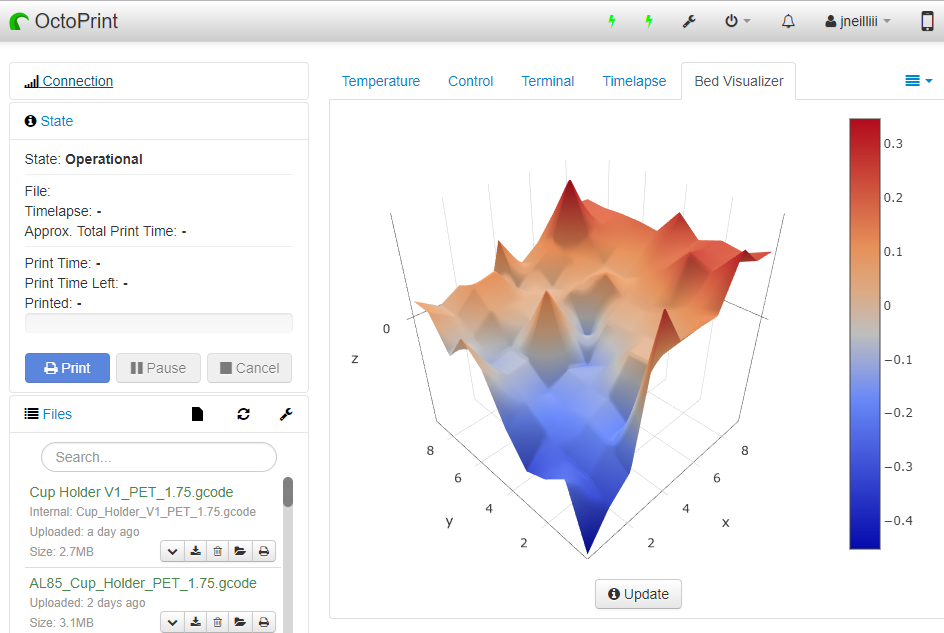 OctoPrint
jneilliii
Connection
State
State: Operational
File:
Timelapse: -
Approx. Total Print Time: -
Print Time: -
Print Time Left: -
Printed: -
Print
Pause
Cancel
Files
Search...
Cup Holder V1_PET_1.75.gcode
Internal: Cup_Holder_V1_PET_1.75.gcode
Uploaded: a day ago
Size: 2.7MB
AL85_Cup_Holder_PET_1.75.gcode
Uploaded: 2 days ago
Size: 3.1MB
Temperature
Control
Terminal
Timelapse
Bed Visualizer
0
z
8
6
4
2
y
2
4
6
8
x
0.3
0.2
0.1
0
−0.1
−0.2
−0.3
−0.4
Update